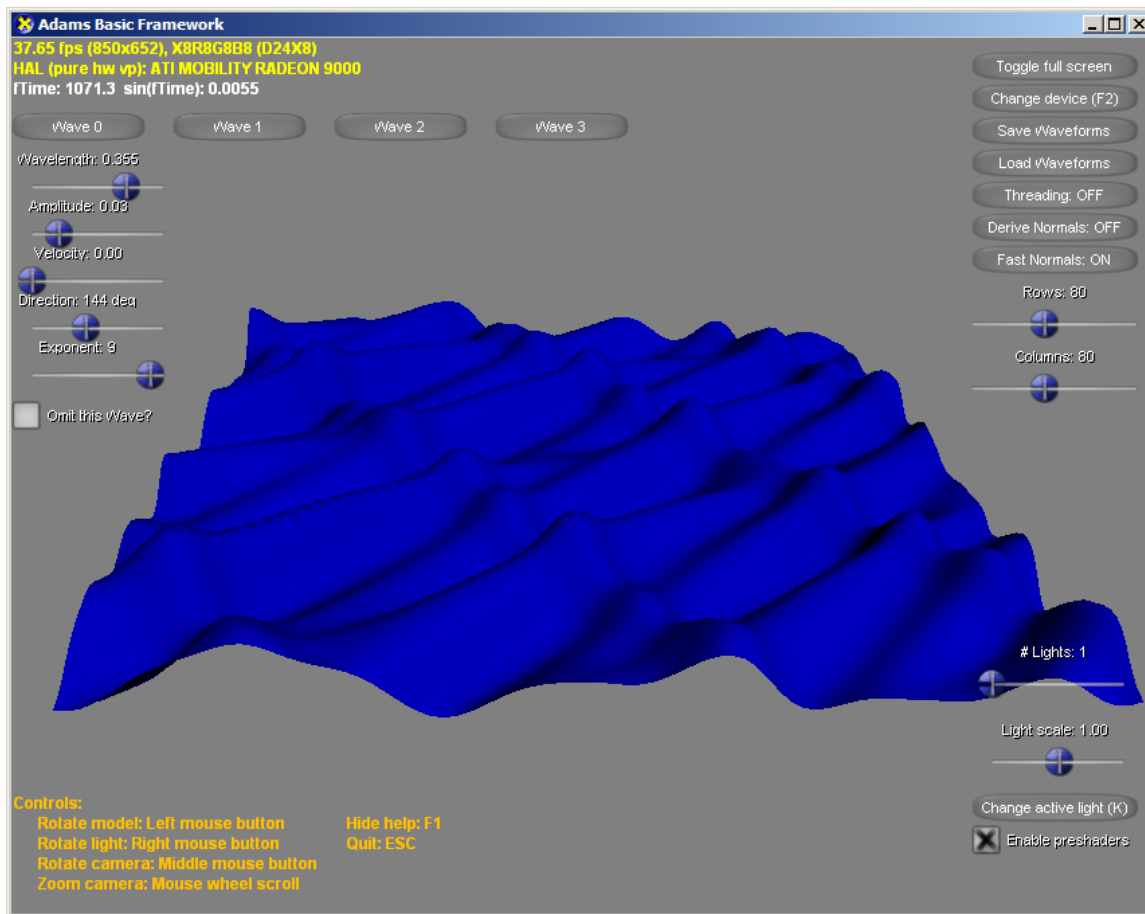 Adams Basic Framework
37.65 fps (850x652), X8R8G8B8 (D24X8)
HAL (pure hw vp): ATI MOBILITY RADEON 9000
fTime: 1071.3 sin(fTime): 0.0055
Wave 0 Wave 1 Wave 2 Wave 3
Wavelength: 0.355
Amplitude: 0.03
Velocity: 0.00
Direction: 144 deg
Exponent: 9
Omit this Wave?
Toggle full screen
Change device (F2)
Save Waveforms
Load Waveforms
Threading: OFF
Derive Normals: OFF
Fast Normals: ON
Rows: 80
Columns: 80
# Lights: 1
Light scale: 1.00
Change active light (K)
Enable preshaders
Controls:
Rotate model: Left mouse button
Rotate light: Right mouse button
Rotate camera: Middle mouse button
Zoom camera: Mouse wheel scroll
Hide help: F1
Quit: ESC